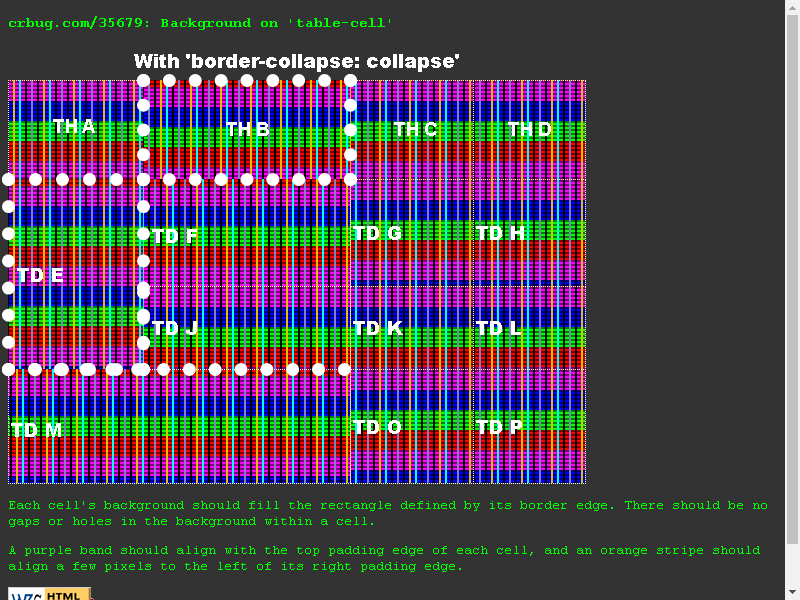 crbug.com/35679: Background on 'table-cell'
With 'border-collapse: collapse'
TH A TH B TH C TH D
TD F TD G TD H
TD E
TD J TD K TD L
TD M TD O TD P
Each cell's background should fill the rectangle defined by its border edge. There should be no
gaps or holes in the background within a cell.
A purple band should align with the top padding edge of each cell, and an orange stripe should
align a few pixels to the left of its right padding edge.
W3C HTML